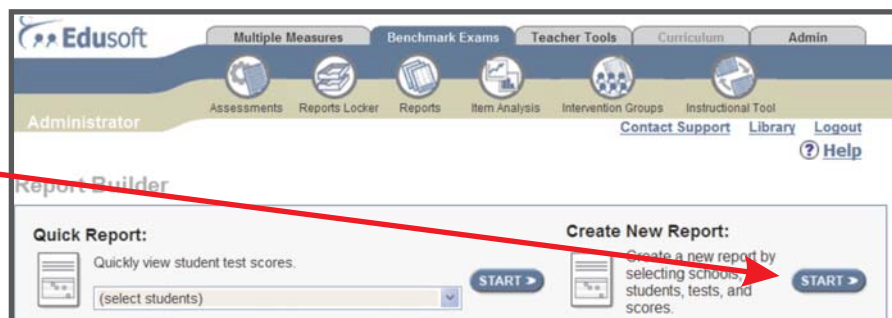 Edusoft
Multiple Measures Benchmark Exams Teacher Tools Curriculum Admin
Assessments Reports Locker Reports Item Analysis Intervention Groups Instructional Tool
Administrator
Contact Support Library Logout
? Help
Report Builder
Quick Report:
Quickly view student test scores.
(select students)
START >
Create New Report:
Create a new report by
selecting schools,
students, tests, and
scores.
START >